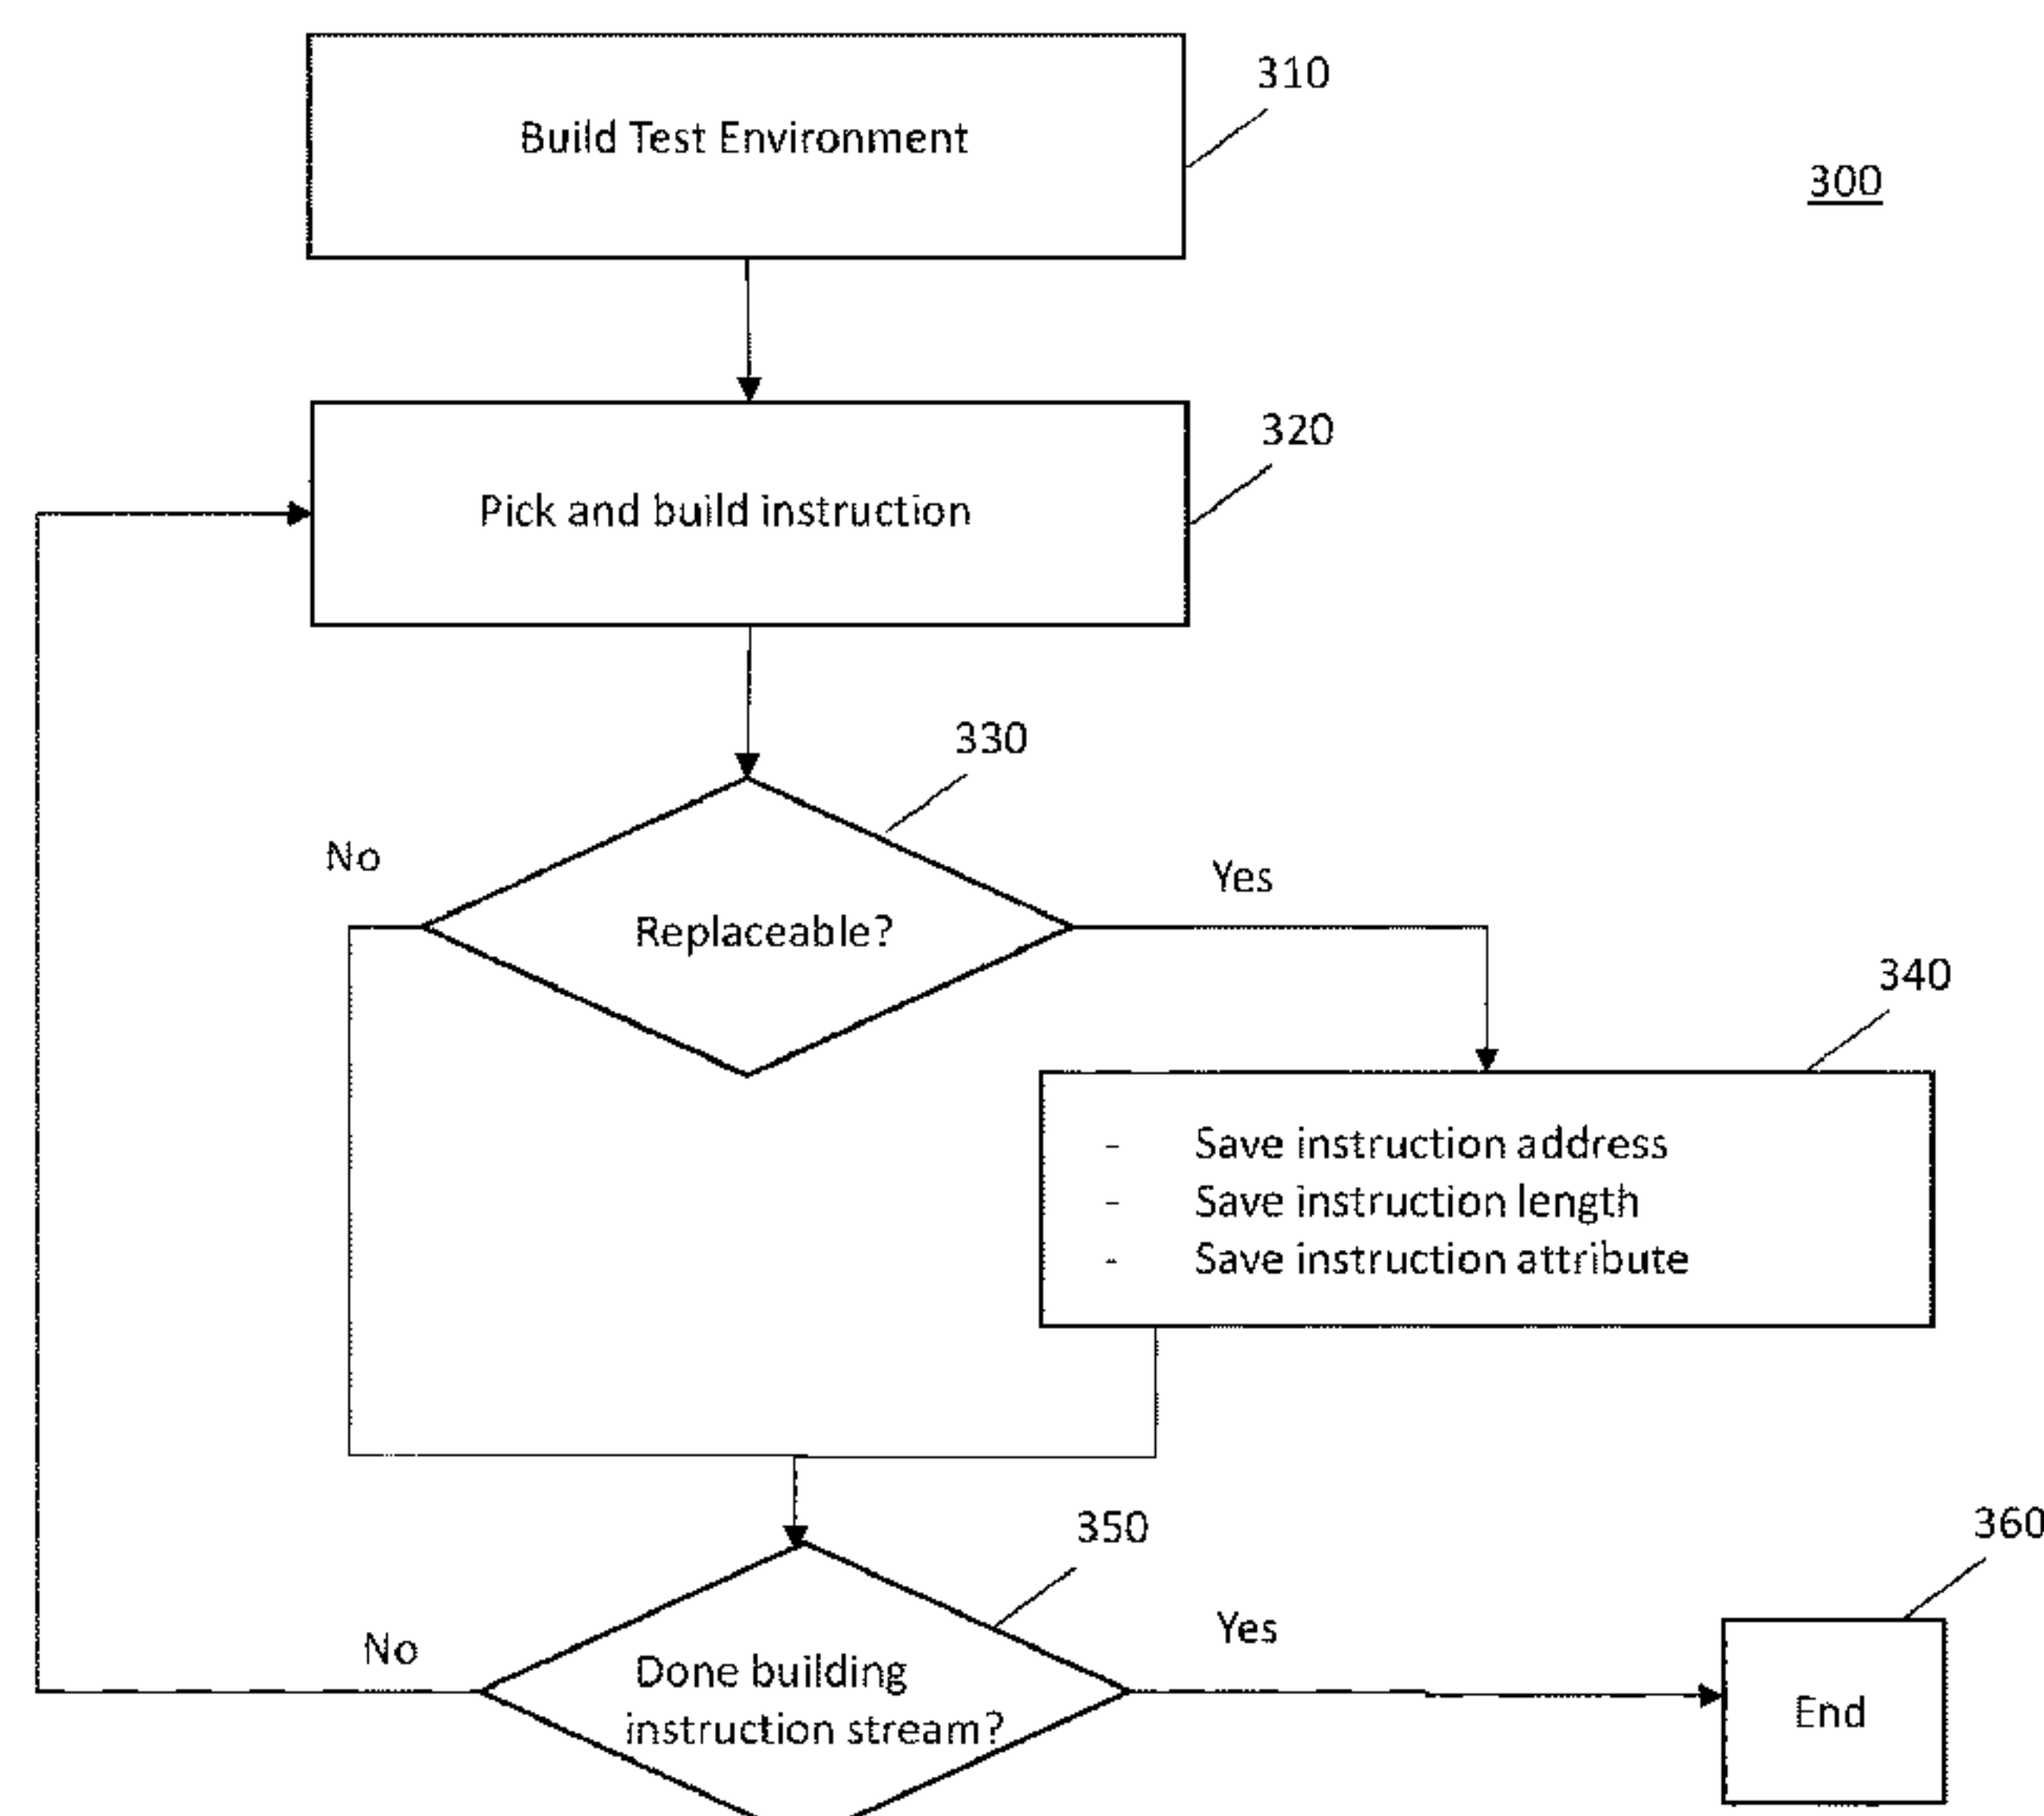 310
Build Test Environment
300
320
Pick and build instruction
330
No
Yes
Replaceable?
340
- Save instruction address
- Save instruction length
- Save instruction attribute
350
360
No
Yes
Done building
instruction stream?
End